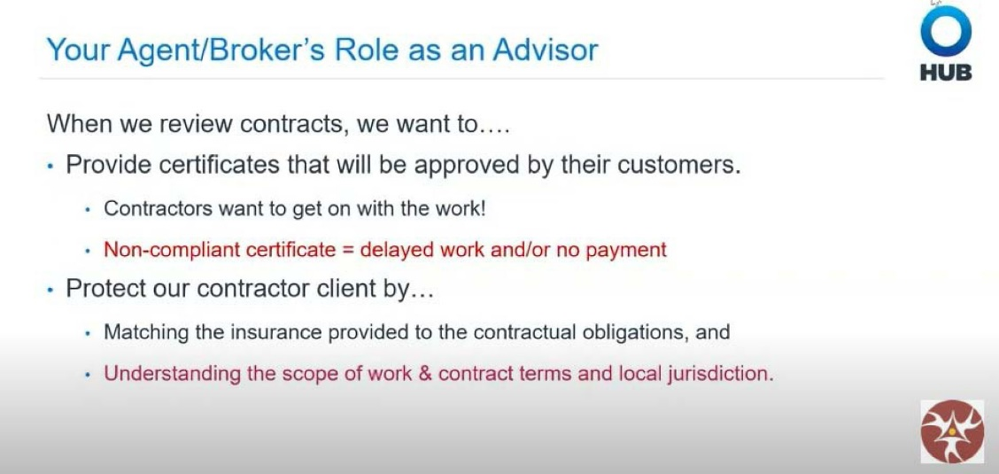 Your Agent/Broker's Role as an Advisor
HUB
When we review contracts, we want to….
• Provide certificates that will be approved by their customers.
• Contractors want to get on with the work!
• Non-compliant certificate = delayed work and/or no payment
• Protect our contractor client by…
• Matching the insurance provided to the contractual obligations, and
• Understanding the scope of work & contract terms and local jurisdiction.